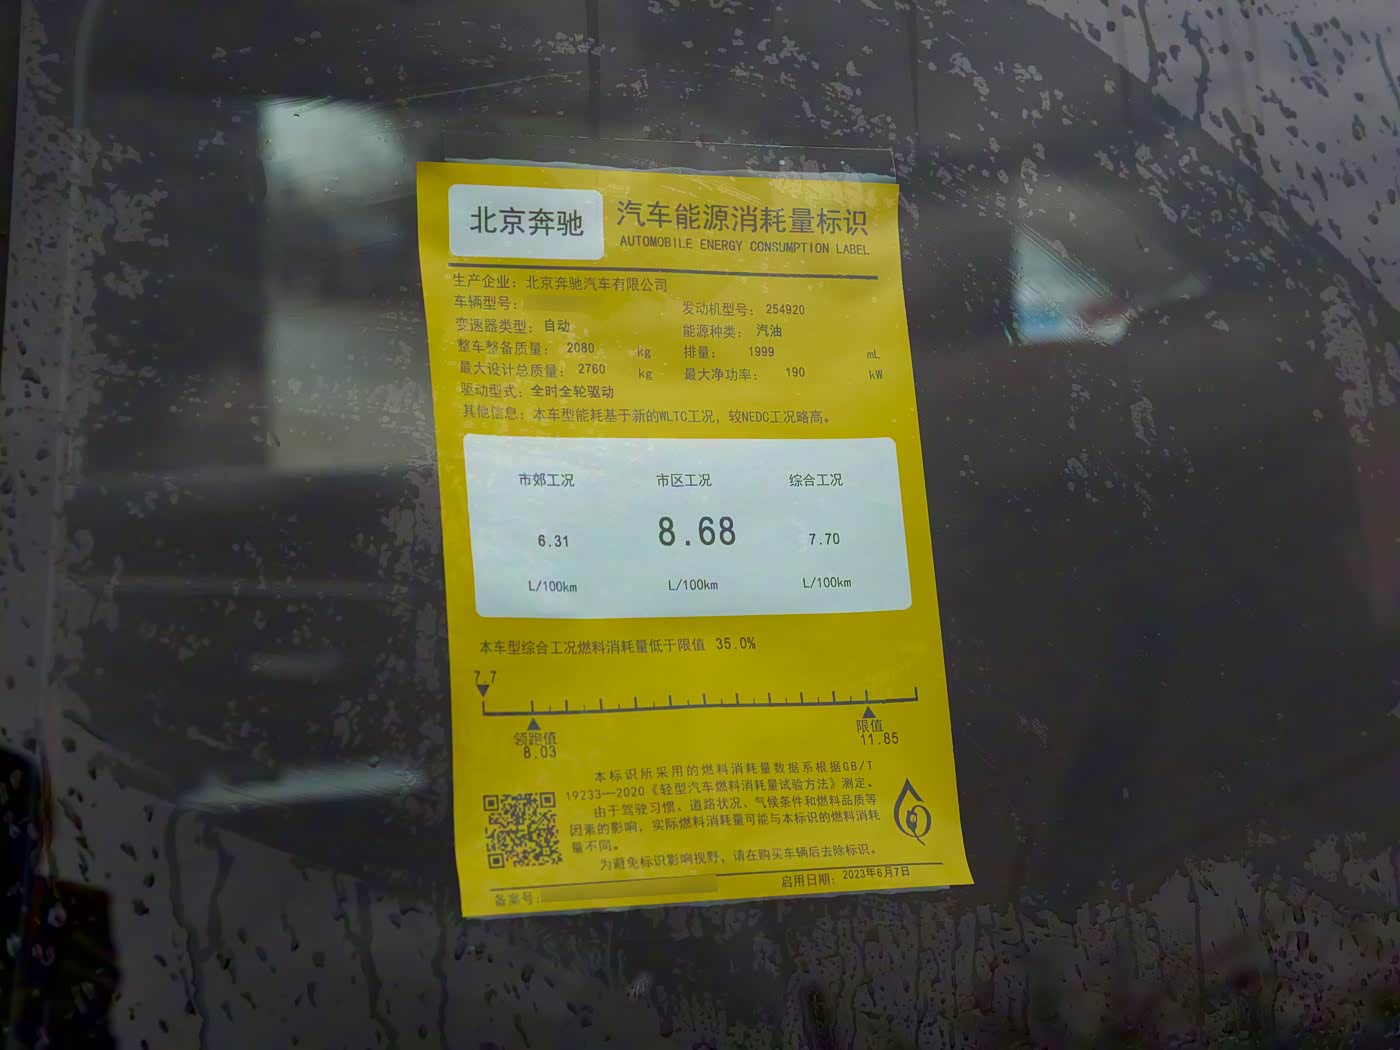 北京奔驰
汽车能源消耗量标识
AUTOMOBILE ENERGY CONSUMPTION LABEL
生产企业: 北京奔驰汽车有限公司
车辆型号:
发动机型号: 254920
变速器类型: 自动
能源种类: 汽油
整车整备质量: 2080 kg
排量: 1999 mL
最大设计总质量: 2760 kg
最大净功率: 190 kW
驱动型式: 全时全轮驱动
其他信息: 本车型能耗基于新的WLTC工况，较NEDC工况略高。
市郊工况 市区工况 综合工况
6.31 8.68 7.70
L/100km L/100km L/100km
本车型综合工况燃料消耗量低于限值 35.0%
7.7
领跑值 限值
8.03 11.85
本标识所采用的燃料消耗量数据系根据GB/T
19233—2020《轻型汽车燃料消耗量试验方法》测定。
由于驾驶习惯、道路状况、气候条件和燃料品质等
因素的影响，实际燃料消耗量可能与本标识的燃料消耗
量不同。
为避免标识影响视野，请在购买车辆后去除标识。
备案号:
启用日期: 2023年6月7日